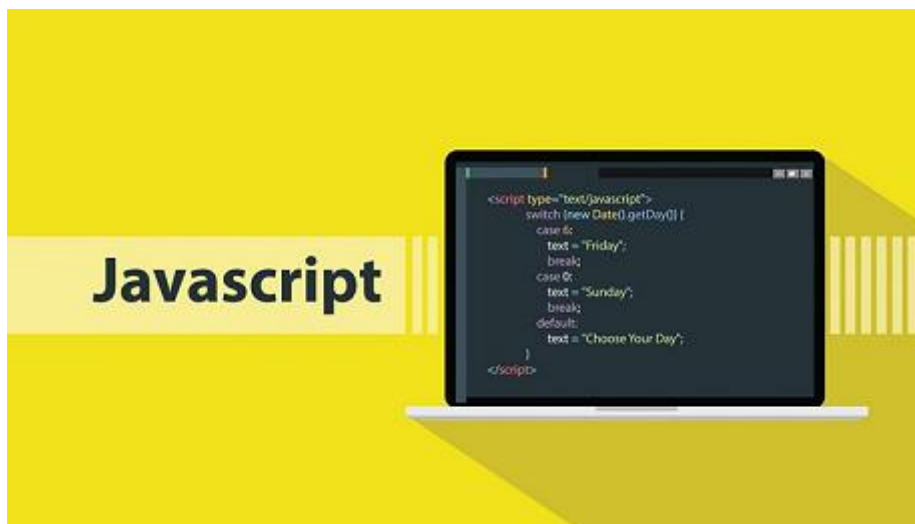 Javascript
<script type="text/javascript">
switch (new Date().getDay()) {
case 6:
text = "Friday";
break;
case 0:
text = "Sunday";
break;
default:
text = "Choose Your Day";
}
</script>